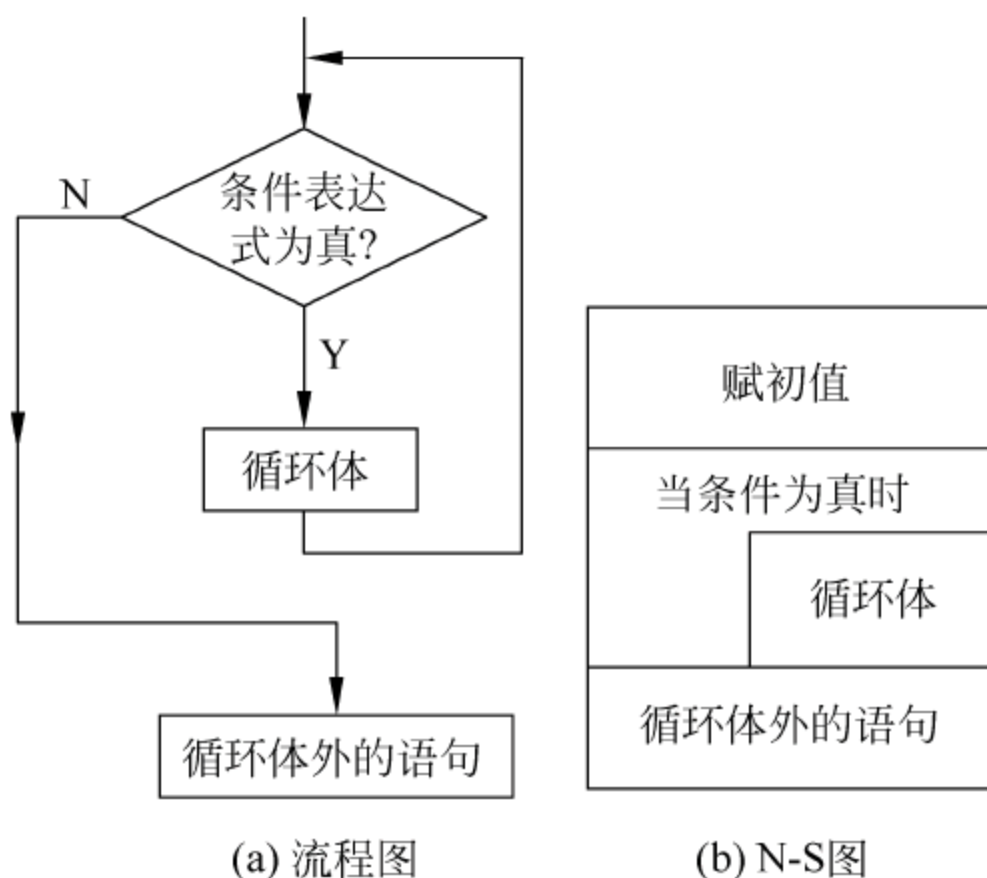 N
条件表达
式为真?
Y
循环体
循环体外的语句
(a) 流程图
赋初值
当条件为真时
循环体
循环体外的语句
(b) N-S图